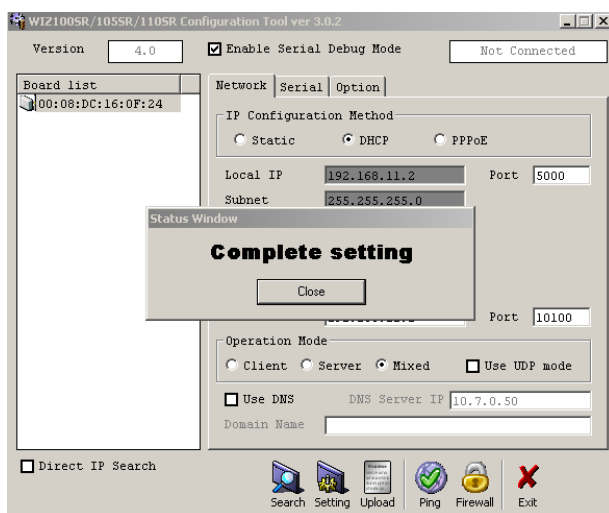 WIZ100SR/105SR/110SR Configuration Tool ver 3.0.2
Version 4.0 Enable Serial Debug Mode Not Connected
Board list
00:08:DC:16:0F:24
Network Serial Option
IP Configuration Method
Static DHCP PPPoE
Local IP 192.168.11.2 Port 5000
Subnet 255.255.255.0
Status Window
Complete setting
Close
Port 10100
Operation Mode
Client Server Mixed Use UDP mode
Use DNS DNS Server IP 10.7.0.50
Domain Name
Direct IP Search
Search Setting Upload Ping Firewall Exit